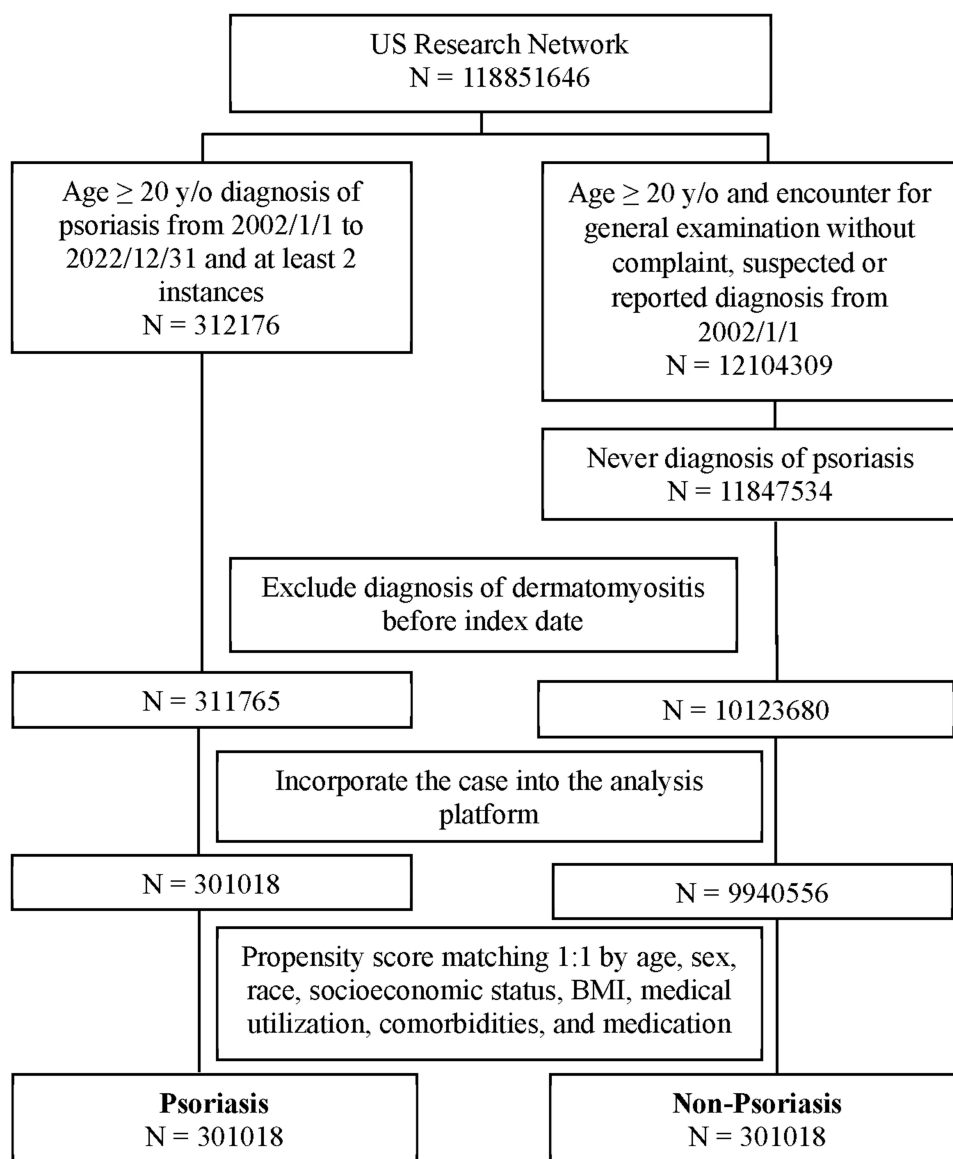 US Research Network
N = 118851646
Age ≥ 20 y/o diagnosis of
psoriasis from 2002/1/1 to
2022/12/31 and at least 2
instances
N = 312176
Age ≥ 20 y/o and encounter for
general examination without
complaint, suspected or
reported diagnosis from
2002/1/1
N = 12104309
Never diagnosis of psoriasis
N = 11847534
Exclude diagnosis of dermatomyositis
before index date
N = 311765
N = 10123680
Incorporate the case into the analysis
platform
N = 301018
N = 9940556
Propensity score matching 1:1 by age, sex,
race, socioeconomic status, BMI, medical
utilization, comorbidities, and medication
Psoriasis
N = 301018
Non-Psoriasis
N = 301018